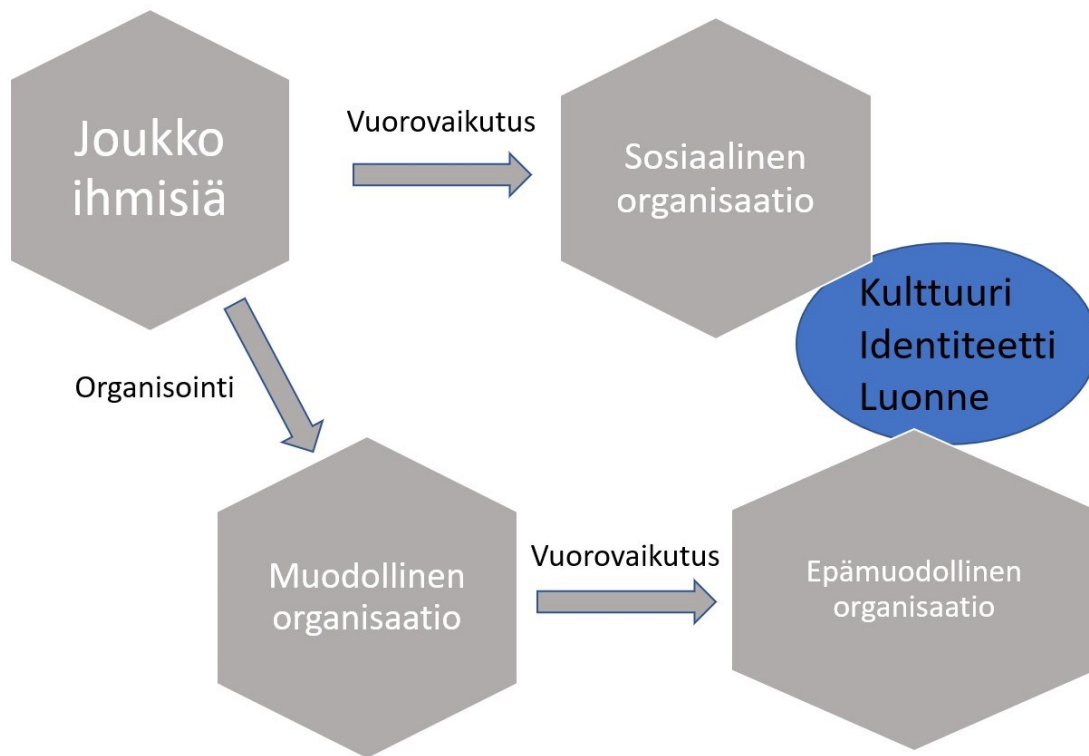 Joukko
ihmisiä
Vuorovaikutus
Sosiaalinen
organisaatio
Kulttuuri
Identiteetti
Luonne
Organisointi
Muodollinen
organisaatio
Vuorovaikutus
Epämuodollinen
organisaatio